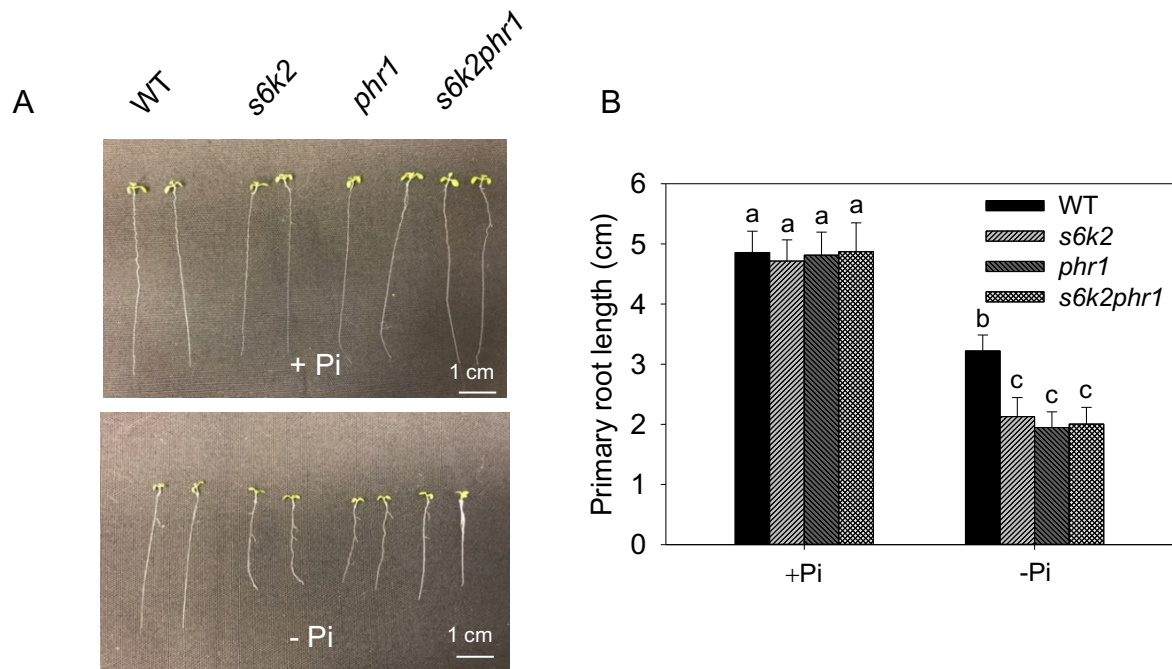 A
WT
s6k2
phr1
s6k2phr1
+ Pi
1 cm
- Pi
1 cm
B
Primary root length (cm)
6
5
4
3
2
1
0
a
a
a
a
b
c
c
c
WT
s6k2
phr1
s6k2phr1
+Pi
-Pi